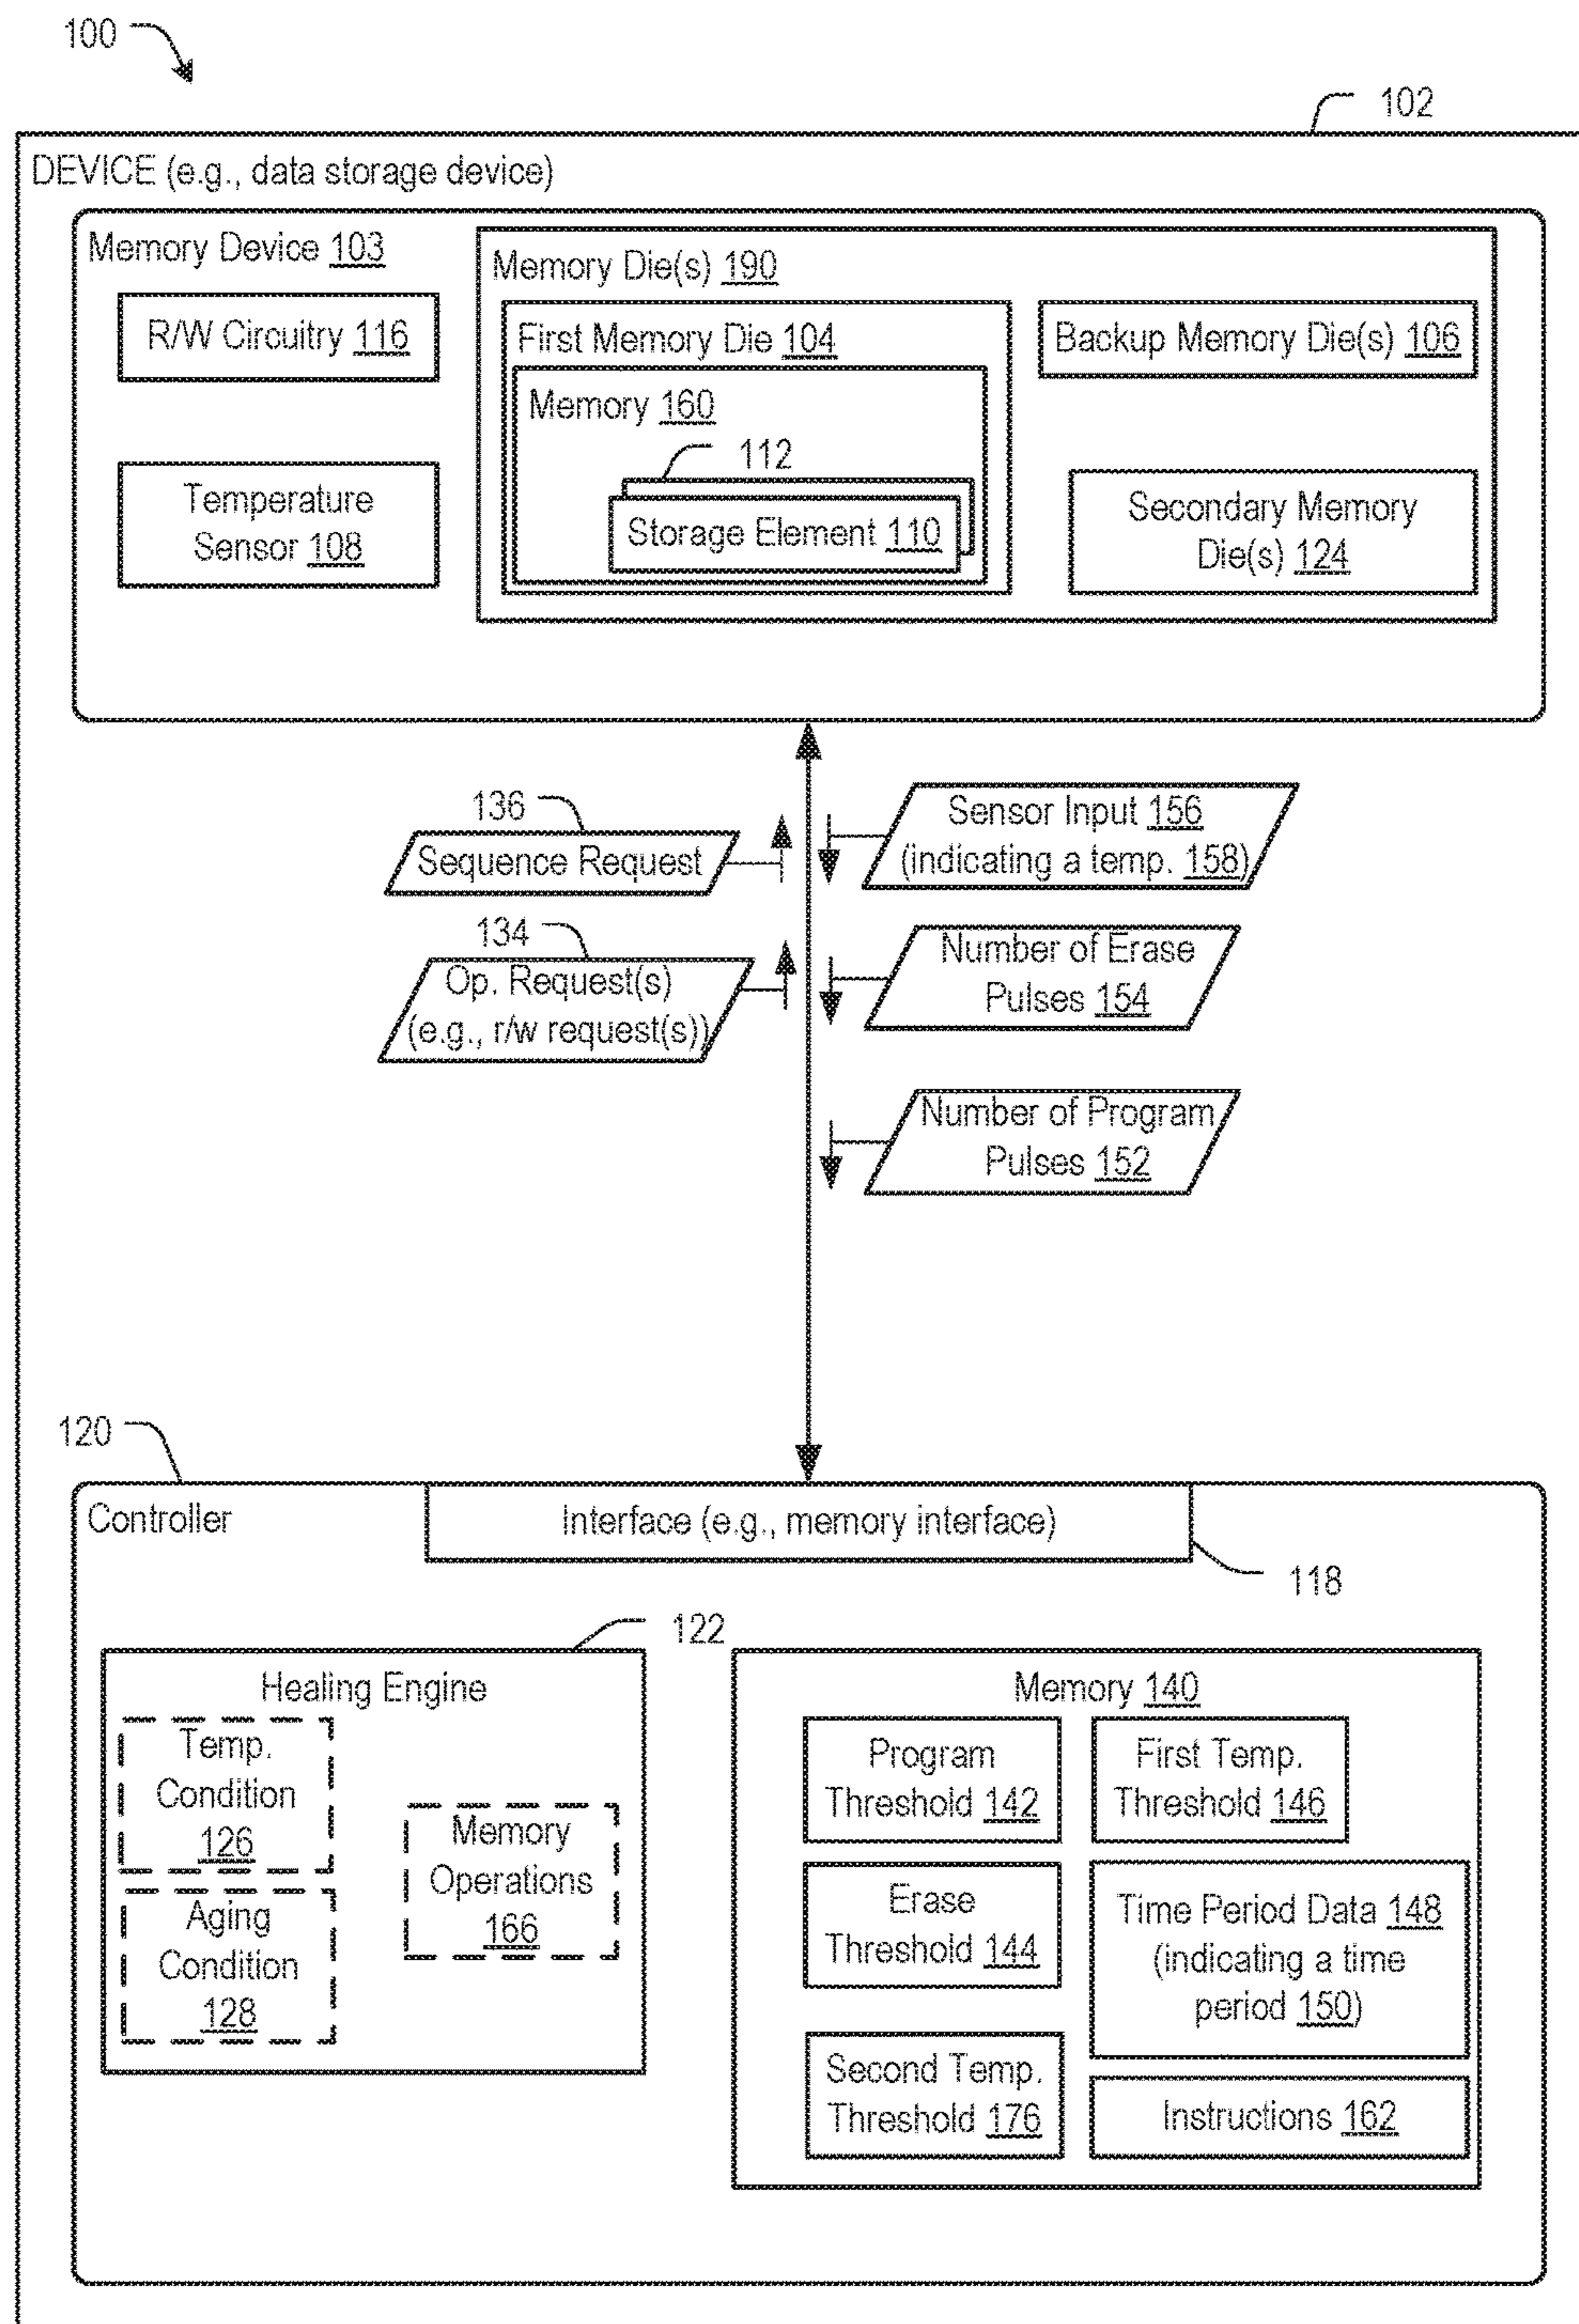 100
102
DEVICE (e.g., data storage device)
Memory Device 103
R/W Circuitry 116
Temperature
Sensor 108
Memory Die(s) 190
First Memory Die 104
Memory 160
112
Storage Element 110
Backup Memory Die(s) 106
Secondary Memory
Die(s) 124
136
Sequence Request
134
Op. Request(s)
(e.g., r/w request(s))
Sensor Input 156
(indicating a temp. 158)
Number of Erase
Pulses 154
Number of Program
Pulses 152
120
Controller
Interface (e.g., memory interface)
118
122
Healing Engine
Temp.
Condition
126
Aging
Condition
128
Memory
Operations
166
Memory 140
Program
Threshold 142
First Temp.
Threshold 146
Erase
Threshold 144
Time Period Data 148
(indicating a time
period 150)
Second Temp.
Threshold 176
Instructions 162